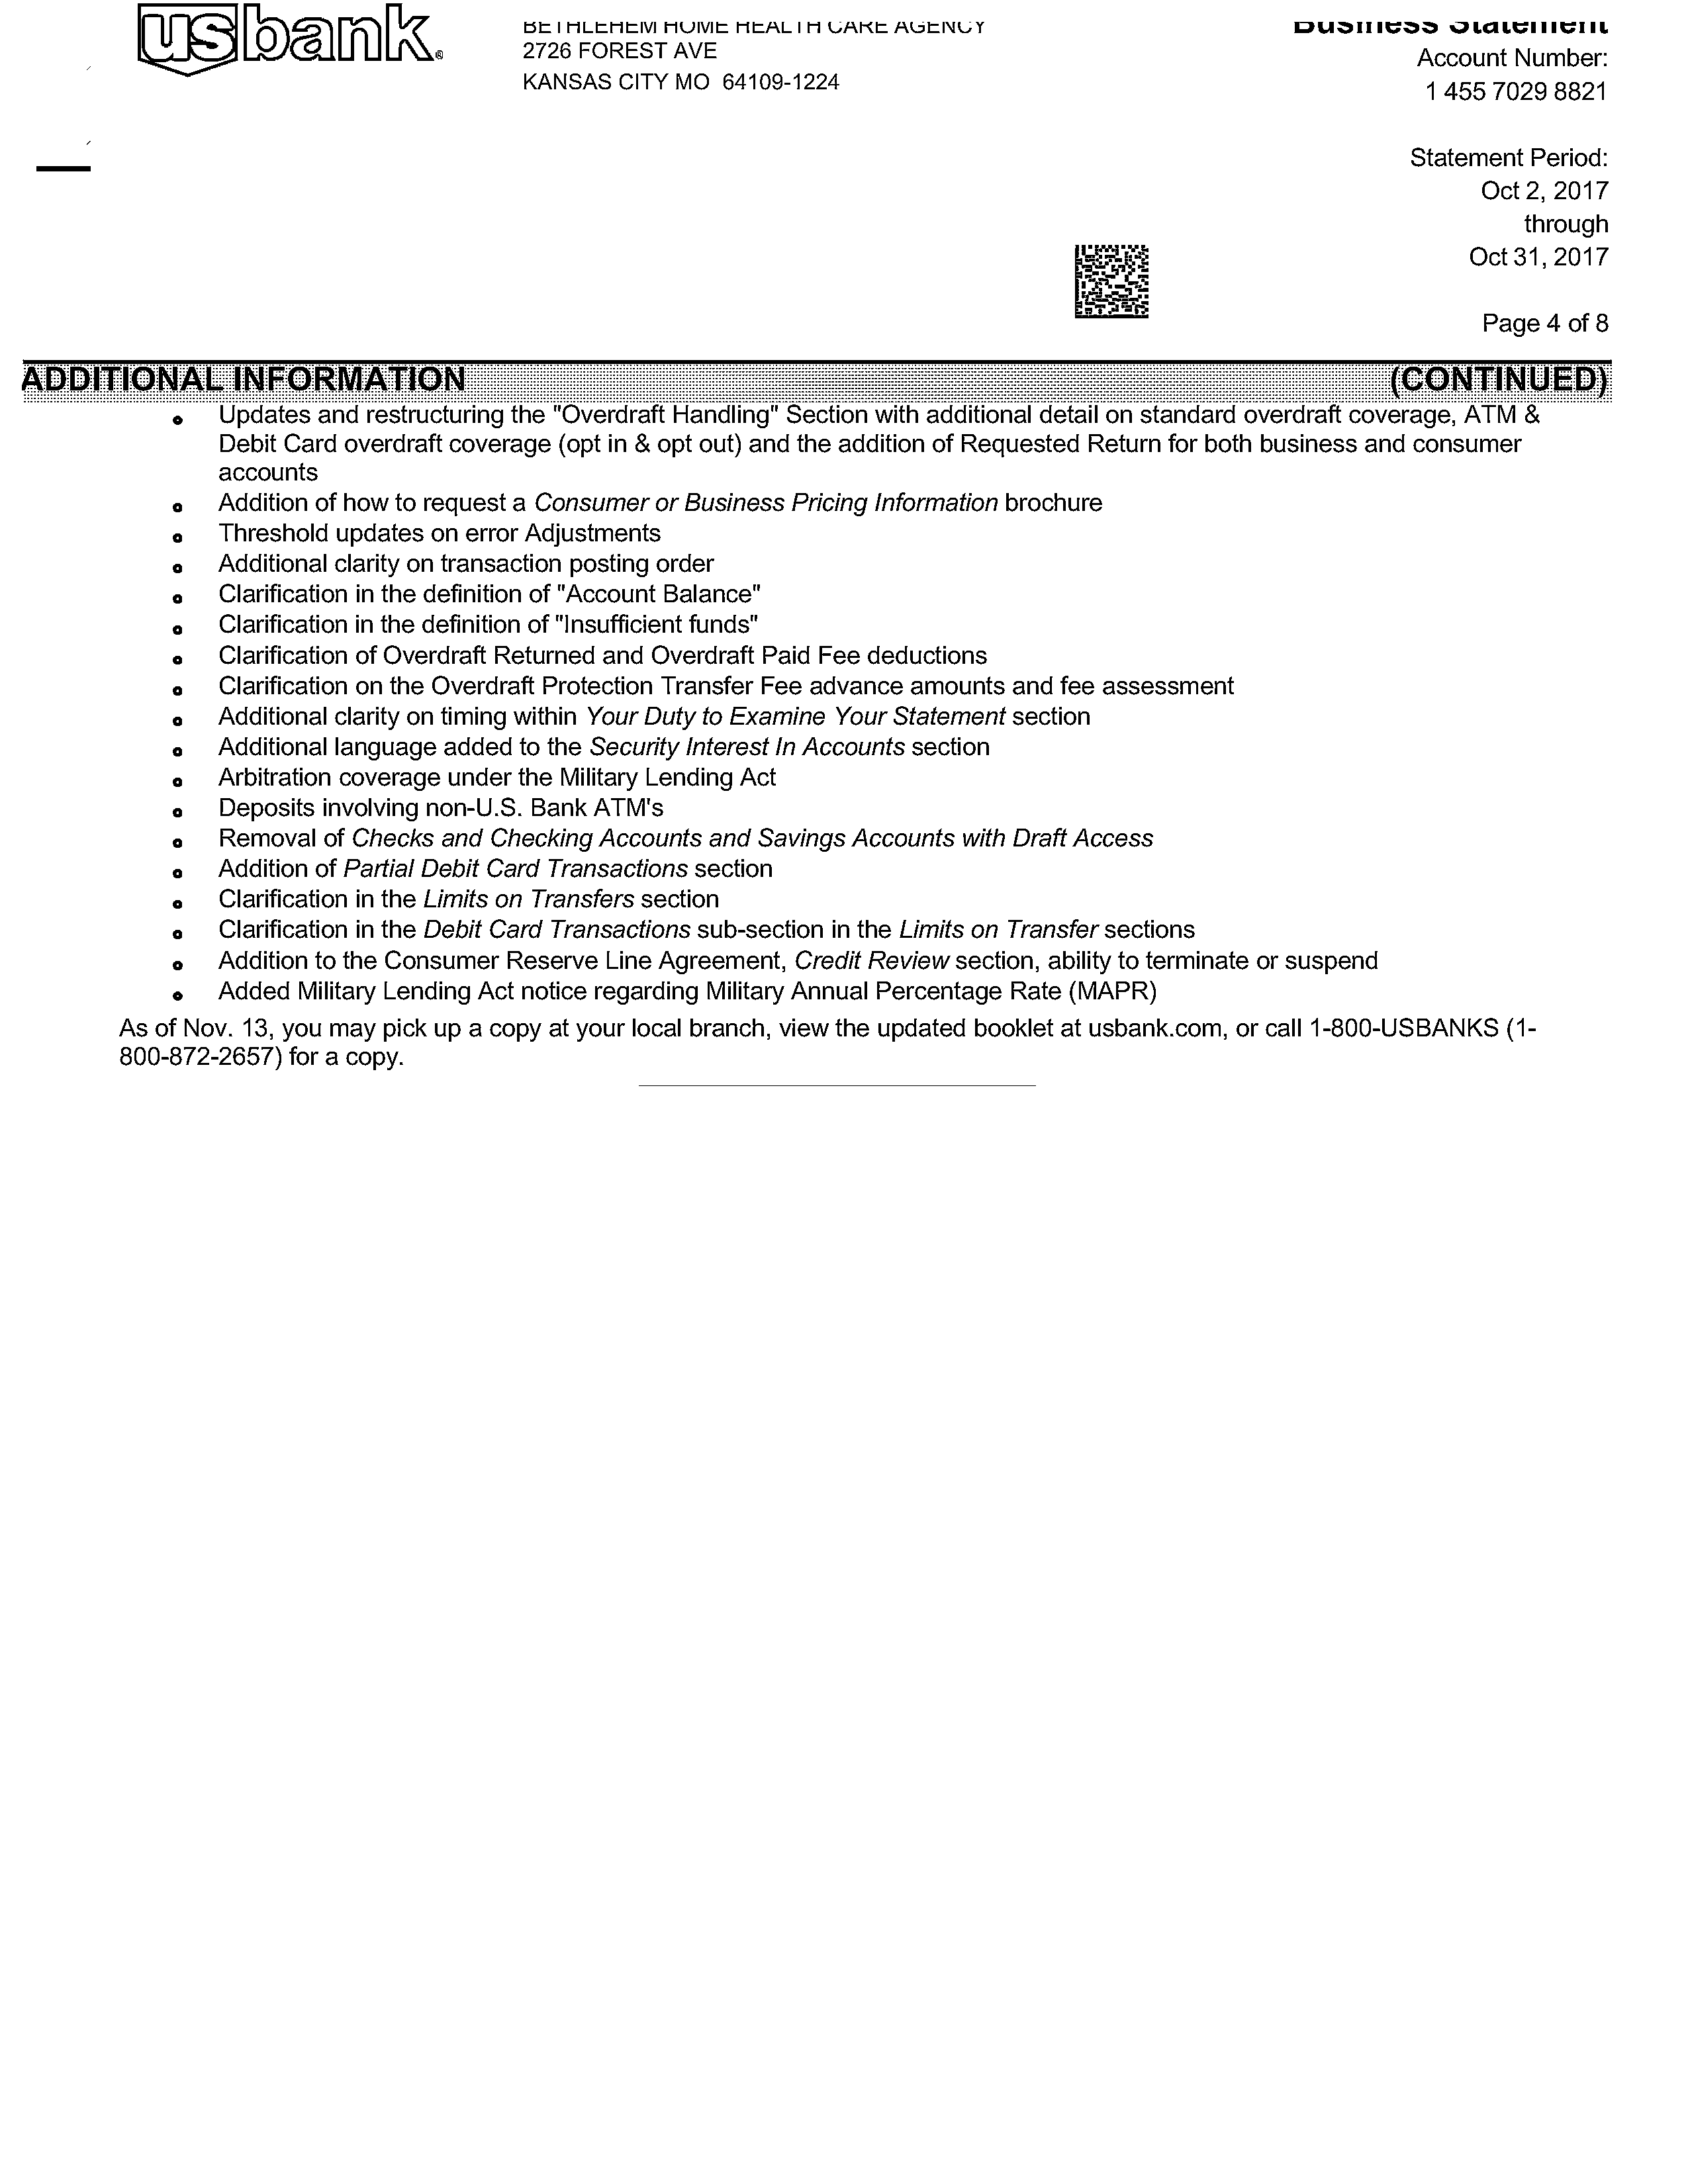 usbank
BETHLEHEM HOME HEALTH CARE AGENCY
2726 FOREST AVE
KANSAS CITY MO 64109-1224
Business Statement
Account Number:
1 455 7029 8821
Statement Period:
Oct 2, 2017
through
Oct 31, 2017
Page 4 of 8
ADDITIONAL INFORMATION (CONTINUED)
Updates and restructuring the "Overdraft Handling" Section with additional detail on standard overdraft coverage, ATM &
Debit Card overdraft coverage (opt in & opt out) and the addition of Requested Return for both business and consumer
accounts
Addition of how to request a Consumer or Business Pricing Information brochure
Threshold updates on error Adjustments
Additional clarity on transaction posting order
Clarification in the definition of "Account Balance"
Clarification in the definition of "Insufficient funds"
Clarification of Overdraft Returned and Overdraft Paid Fee deductions
Clarification on the Overdraft Protection Transfer Fee advance amounts and fee assessment
Additional clarity on timing within Your Duty to Examine Your Statement section
Additional language added to the Security Interest In Accounts section
Arbitration coverage under the Military Lending Act
Deposits involving non-U.S. Bank ATM's
Removal of Checks and Checking Accounts and Savings Accounts with Draft Access
Addition of Partial Debit Card Transactions section
Clarification in the Limits on Transfers section
Clarification in the Debit Card Transactions sub-section in the Limits on Transfer sections
Addition to the Consumer Reserve Line Agreement, Credit Review section, ability to terminate or suspend
Added Military Lending Act notice regarding Military Annual Percentage Rate (MAPR)
As of Nov. 13, you may pick up a copy at your local branch, view the updated booklet at usbank.com, or call 1-800-USBANKS (1-
800-872-2657) for a copy.